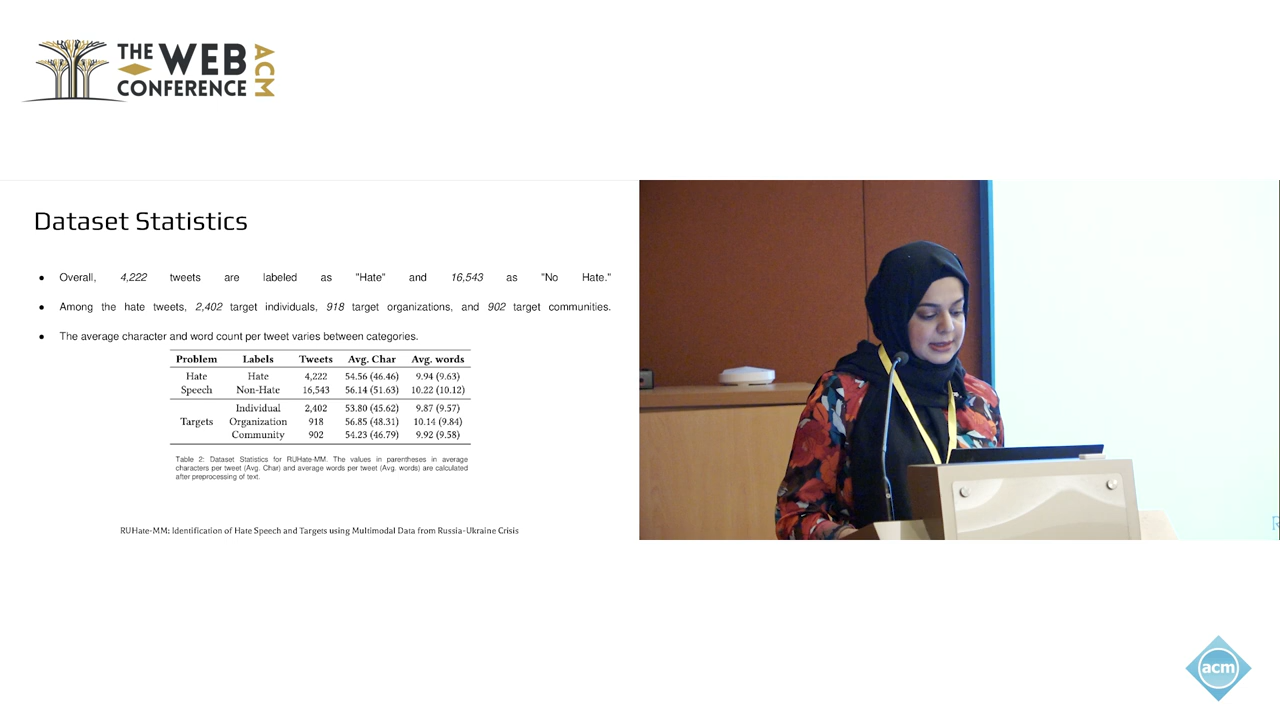 THE WEB CONFERENCE ACM
Dataset Statistics
● Overall, 4,222 tweets are labeled as "Hate" and 16,543 as "No Hate."
● Among the hate tweets, 2,402 target individuals, 918 target organizations, and 902 target communities.
● The average character and word count per tweet varies between categories.
Problem Labels Tweets Avg. Char Avg. words
Hate Hate 4,222 54.56 (46.46) 9.94 (9.63)
Speech Non-Hate 16,543 56.14 (51.63) 10.22 (10.12)
Individual 2,402 53.80 (45.62) 9.87 (9.57)
Targets Organization 918 56.85 (48.31) 10.14 (9.84)
Community 902 54.23 (46.79) 9.92 (9.58)
Table 2: Dataset Statistics for RUHate-MM. The values in parentheses in average
characters per tweet (Avg. Char) and average words per tweet (Avg. words) are calculated
after preprocessing of text.
RUHate-MM: Identification of Hate Speech and Targets using Multimodal Data from Russia-Ukraine Crisis
acm